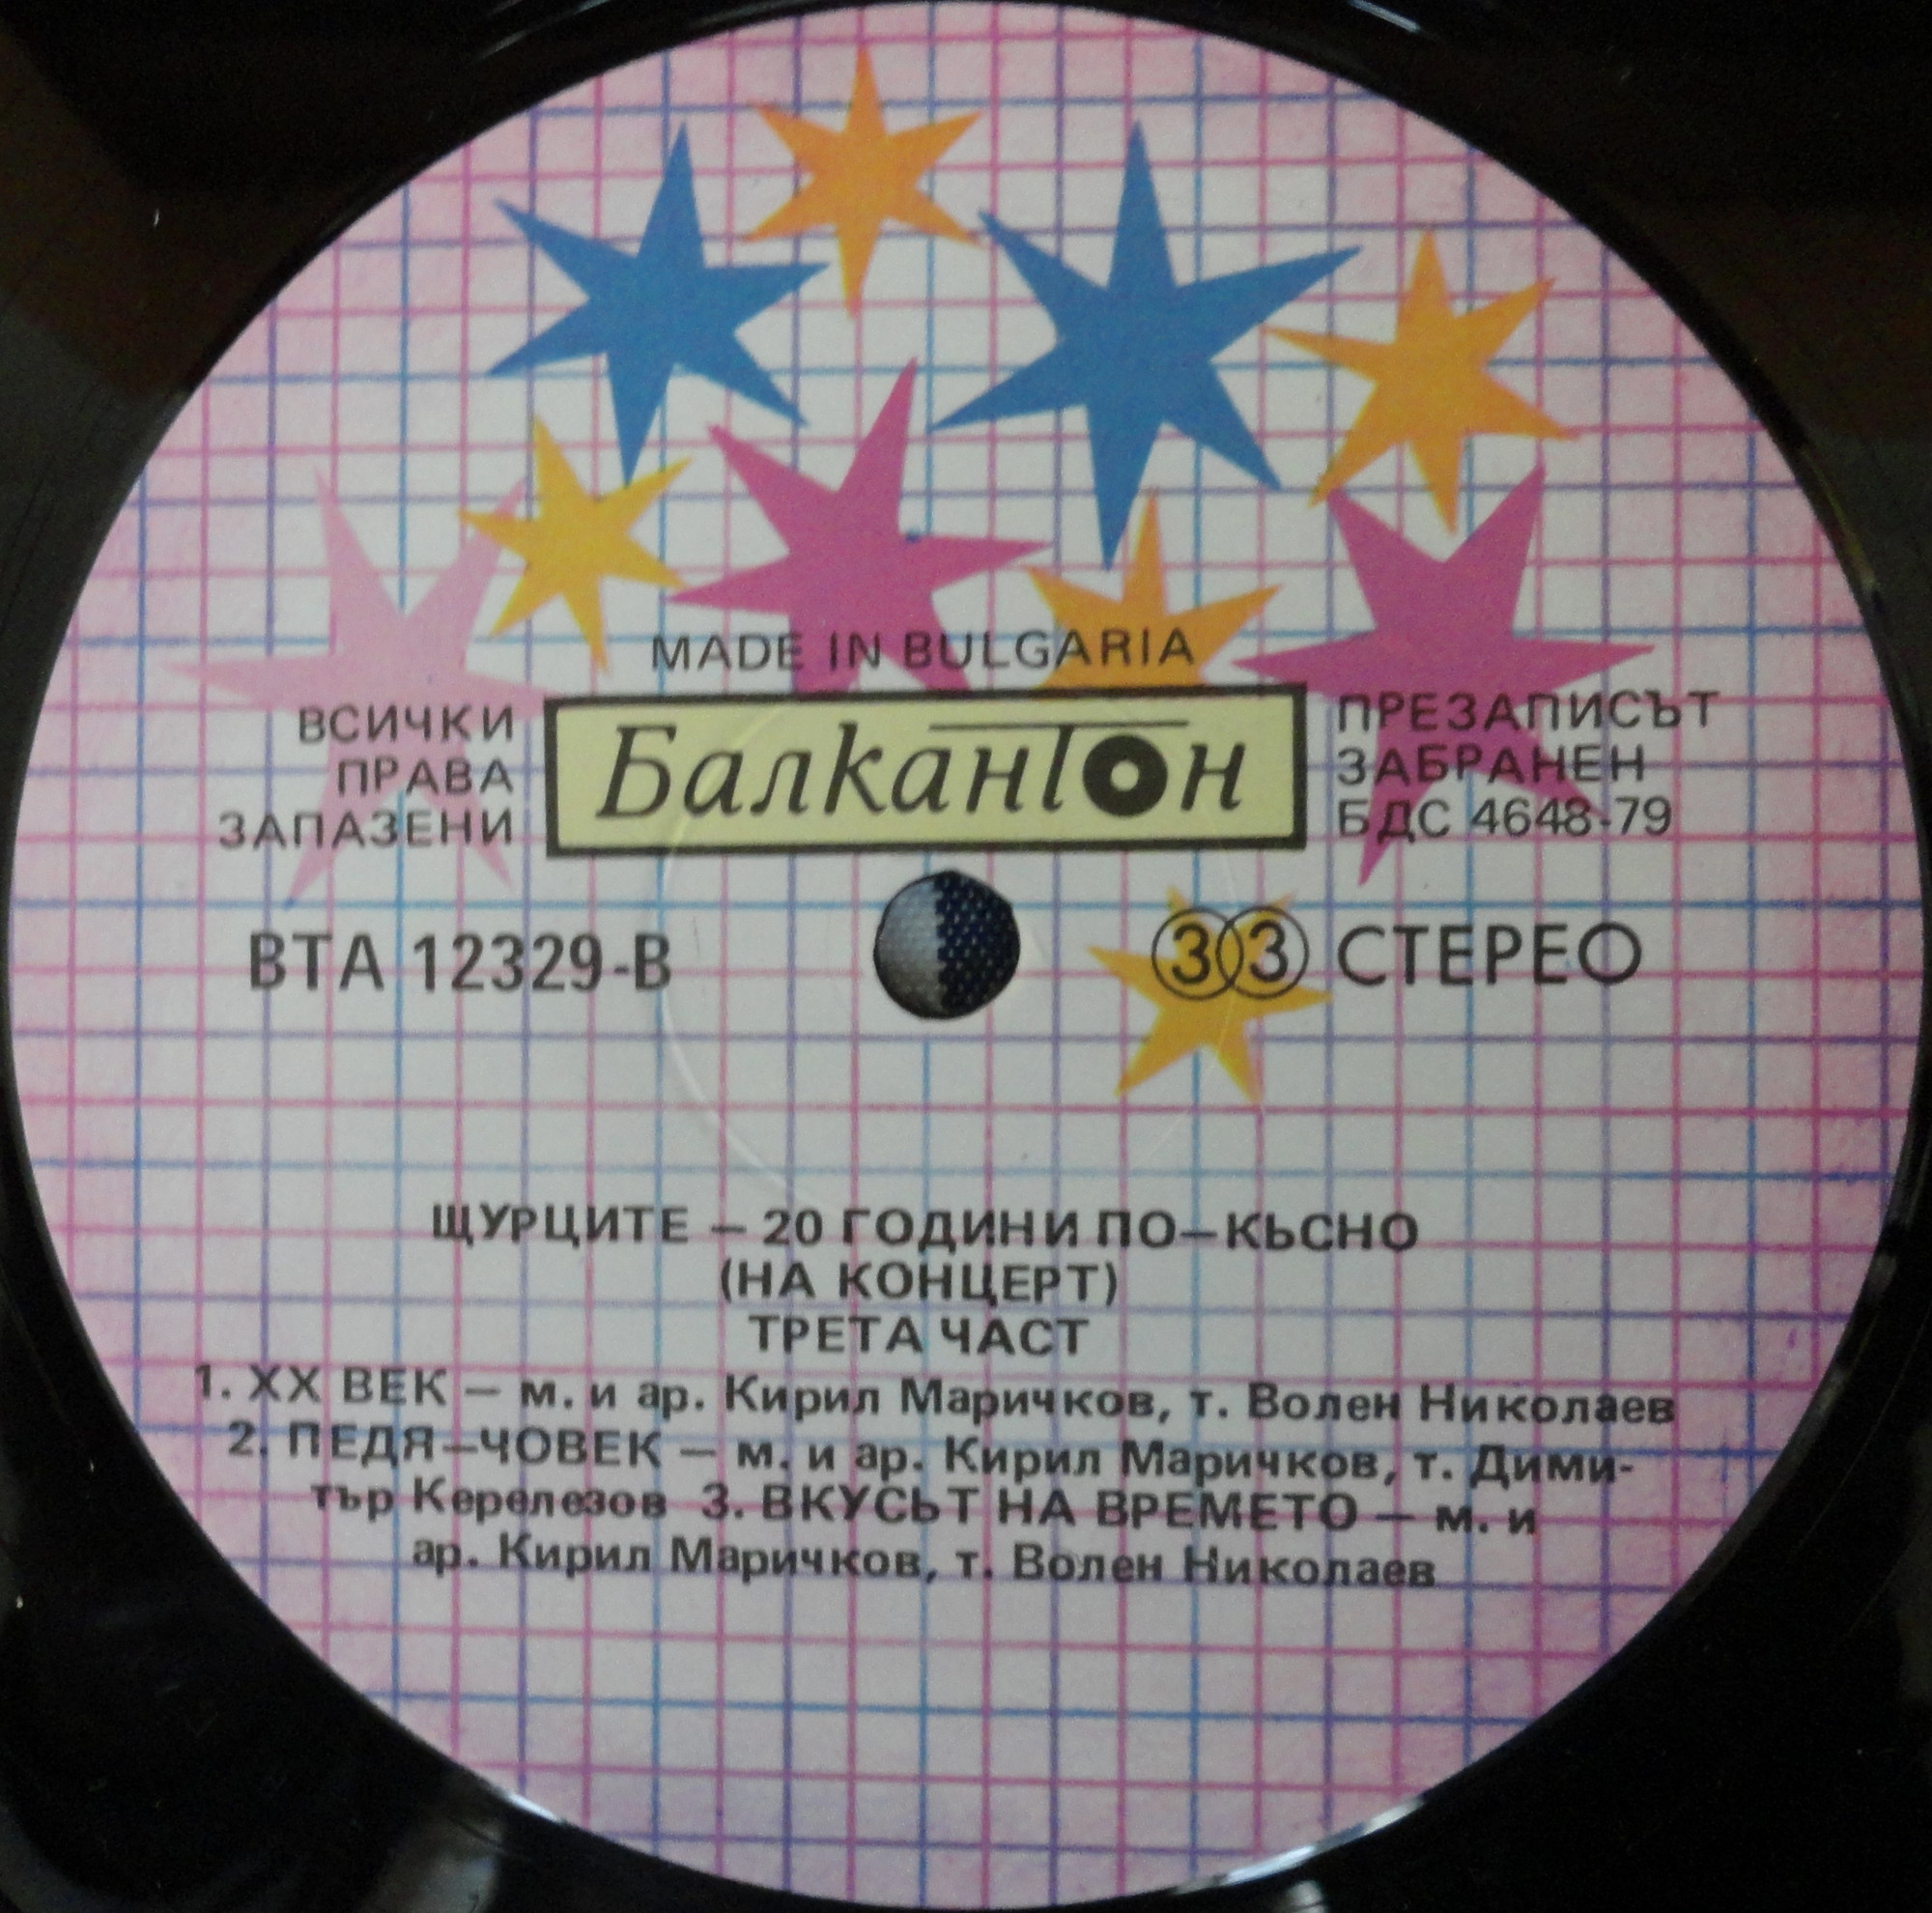 MADE IN BULGARIA
ВСИЧКИ
ПРАВА
ЗАПАЗЕНИ
Балкантон
ПРЕЗАПИСЪТ
ЗАБРАНЕН
БДС 4648-79
ВТА 12329-В
33 СТЕРЕО
ЩУРЦИТЕ – 20 ГОДИНИ ПО–КЬСНО
(НА КОНЦЕРТ)
ТРЕТА ЧАСТ
1. ХХ ВЕК – м. и ар. Кирил Маричков, т. Волен Николаев
2. ПЕДЯ–ЧОВЕК – м. и ар. Кирил Маричков, т. Дими-
тър Керелезов 3. ВКУСЬТ НА ВРЕМЕТО – м. и
ар. Кирил Маричков, т. Волен Николаев